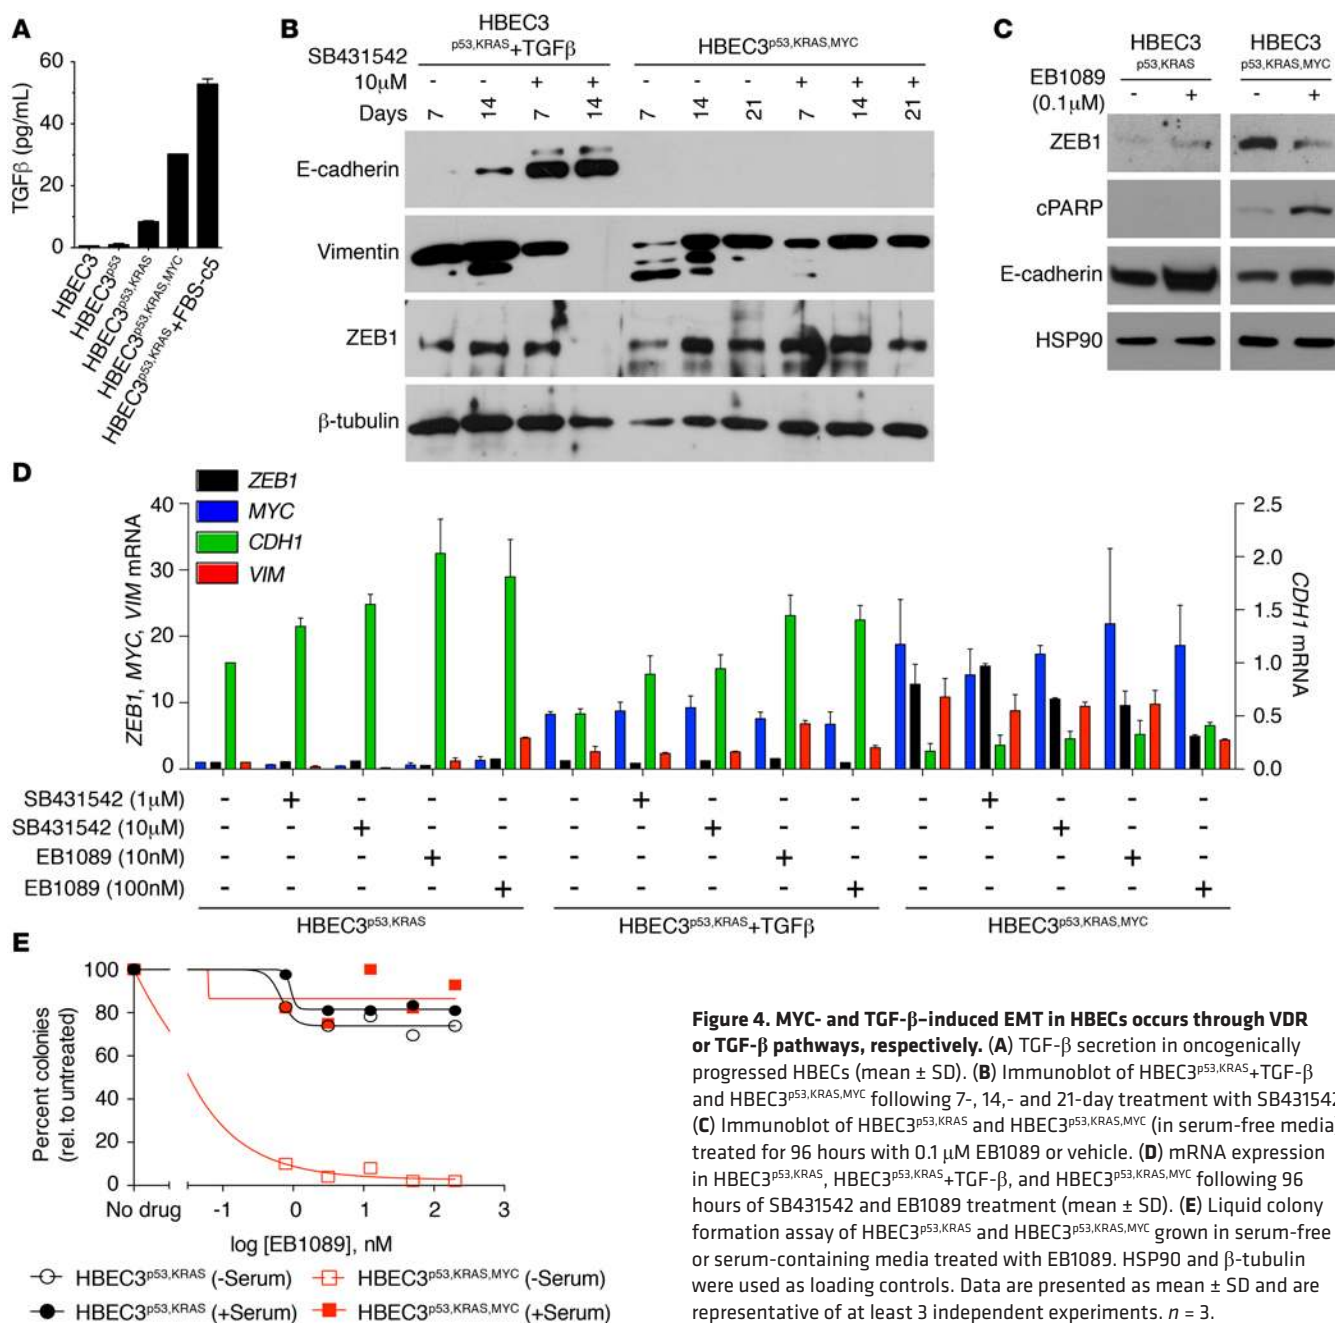 A
TGFβ (pg/mL)
60
40
20
0
HBEC3
HBEC3p53
HBEC3p53,KRAS
HBEC3p53,KRAS,MYC
HBEC3p53,KRAS+FBS-c5
B
HBEC3
p53,KRAS+TGFβ
HBEC3p53,KRAS,MYC
SB431542
10μM - - + + - - - + + +
Days 7 14 7 14 7 14 21 7 14 21
E-cadherin
Vimentin
ZEB1
β-tubulin
C
HBEC3 HBEC3
p53,KRAS p53,KRAS,MYC
EB1089
(0.1μM) - + - +
ZEB1
cPARP
E-cadherin
HSP90
D
ZEB1
MYC
CDH1
VIM
ZEB1, MYC, VIM mRNA
40
30
20
10
0
CDH1 mRNA
2.5
2.0
1.5
1.0
0.5
0.0
SB431542 (1μM) - + - - - - + - - - - + - - -
SB431542 (10μM) - - + - - - - + - - - - + - -
EB1089 (10nM) - - - + - - - - + - - - - + -
EB1089 (100nM) - - - - + - - - - + - - - - +
HBEC3p53,KRAS HBEC3p53,KRAS+TGFβ HBEC3p53,KRAS,MYC
E
Percent colonies
(rel. to untreated)
100
80
60
40
20
0
No drug -1 0 1 2 3
log [EB1089], nM
HBEC3p53,KRAS (-Serum) HBEC3p53,KRAS,MYC (-Serum)
HBEC3p53,KRAS (+Serum) HBEC3p53,KRAS,MYC (+Serum)
Figure 4. MYC- and TGF-β–induced EMT in HBECs occurs through VDR
or TGF-β pathways, respectively. (A) TGF-β secretion in oncogenically
progressed HBECs (mean ± SD). (B) Immunoblot of HBEC3p53,KRAS+TGF-β
and HBEC3p53,KRAS,MYC following 7-, 14,- and 21-day treatment with SB431542
(C) Immunoblot of HBEC3p53,KRAS and HBEC3p53,KRAS,MYC (in serum-free media
treated for 96 hours with 0.1 μM EB1089 or vehicle. (D) mRNA expression
in HBEC3p53,KRAS, HBEC3p53,KRAS+TGF-β, and HBEC3p53,KRAS,MYC following 96
hours of SB431542 and EB1089 treatment (mean ± SD). (E) Liquid colony
formation assay of HBEC3p53,KRAS and HBEC3p53,KRAS,MYC grown in serum-free
or serum-containing media treated with EB1089. HSP90 and β-tubulin
were used as loading controls. Data are presented as mean ± SD and are
representative of at least 3 independent experiments. n = 3.